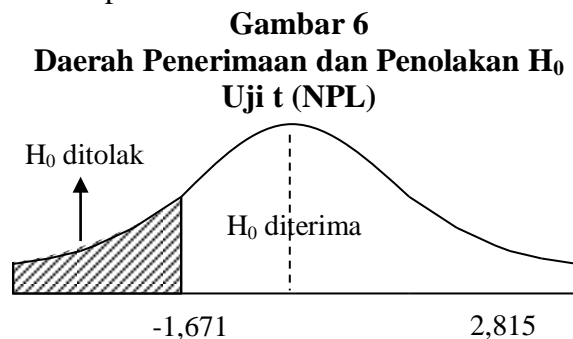 Gambar 6
Daerah Penerimaan dan Penolakan H₀
Uji t (NPL)
H₀ ditolak
H₀ diterima
-1,671 2,815